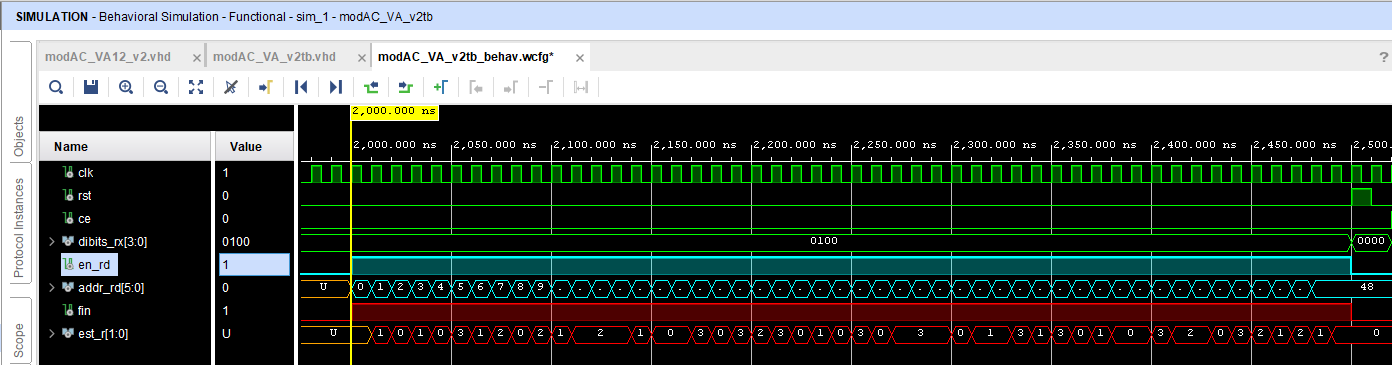 SIMULATION - Behavioral Simulation - Functional - sim_1 - modAC_VA_v2tb
modAC_VA12_v2.vhd × modAC_VA_v2tb.vhd × modAC_VA_v2tb_behav.wcfg* × ?
Objects
Protocol Instances
Scope
2,000.000 ns
Name Value
2,000.000 ns 2,050.000 ns 2,100.000 ns 2,150.000 ns 2,200.000 ns 2,250.000 ns 2,300.000 ns 2,350.000 ns 2,400.000 ns 2,450.000 ns 2,500.
clk 1
rst 0
ce 0
dibits_rx[3:0] 0100 0100 0000
en_rd 1
addr_rd[5:0] 0 U 0 1 2 3 4 5 6 7 8 9 . . . . . . . . . . . . . . . . . . . . . . . . . . . . . . . . . . . . . . 48
fin 1
est_r[1:0] U U 1 0 1 0 3 1 2 0 2 1 2 1 0 3 0 3 2 3 0 1 0 3 0 3 0 1 3 1 3 0 1 0 3 2 0 3 2 1 2 1 0